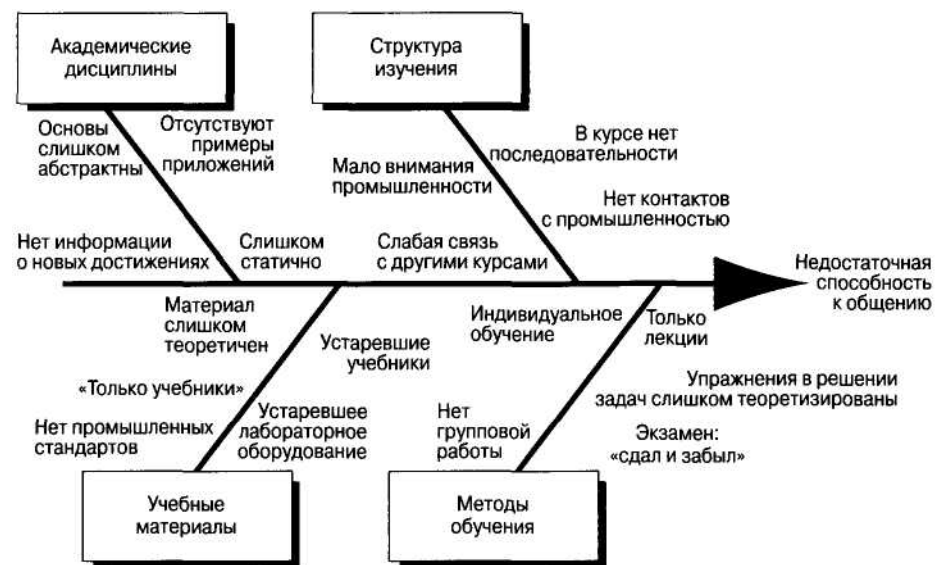 Академические
дисциплины
Структура
изучения
Основы
слишком
абстрактны
Отсутствуют
примеры
приложений
Нет информации
о новых достижениях
Слишком
статично
Мало внимания
промышленности
В курсе нет
последовательности
Нет контактов
с промышленностью
Слабая связь
с другими курсами
Недостаточная
способность
к общению
Материал
слишком
теоретичен
Устаревшие
учебники
«Только учебники»
Нет промышленных
стандартов
Устаревшее
лабораторное
оборудование
Индивидуальное
обучение
Только
лекции
Упражнения в решении
задач слишком теоретизированы
Нет
групповой
работы
Экзамен:
«сдал и забыл»
Учебные
материалы
Методы
обучения